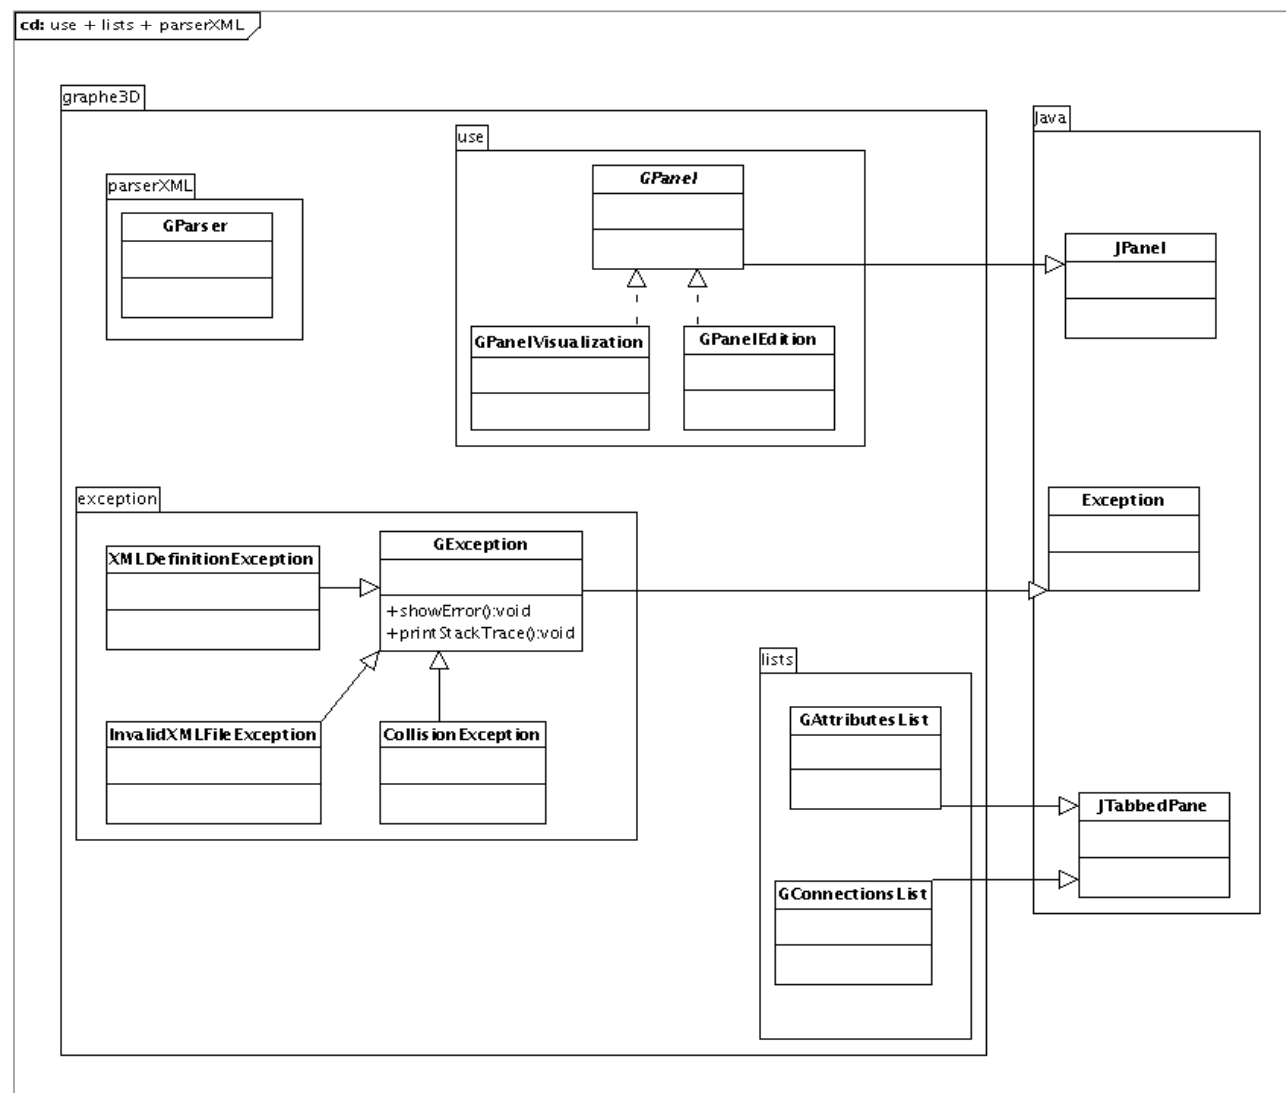 cd: use + lists + parserXML
graphe3D
Java
use
GPanel
parserXML
GParser
JPanel
GPanelVisualization
GPanelEdition
exception
Exception
GException
XMLDefinitionException
+showError():void
+printStackTrace():void
lists
GAttributesList
InvalidXMLFileException
CollisionException
JTabbedPane
GConnectionsList